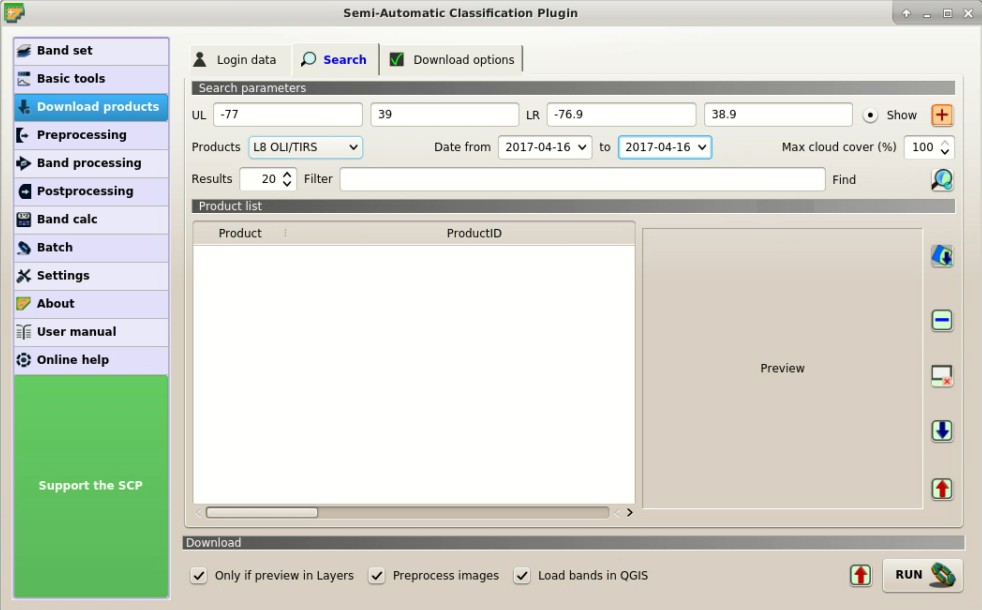 Semi-Automatic Classification Plugin
Band set
Basic tools
Download products
Preprocessing
Band processing
Postprocessing
Band calc
Batch
Settings
About
User manual
Online help
Support the SCP
Login data Search Download options
Search parameters
UL -77 39 LR -76.9 38.9 Show
Products L8 OLI/TIRS Date from 2017-04-16 to 2017-04-16 Max cloud cover (%) 100
Results 20 Filter Find
Product list
Product ProductID
Preview
Download
Only if preview in Layers Preprocess images Load bands in QGIS RUN